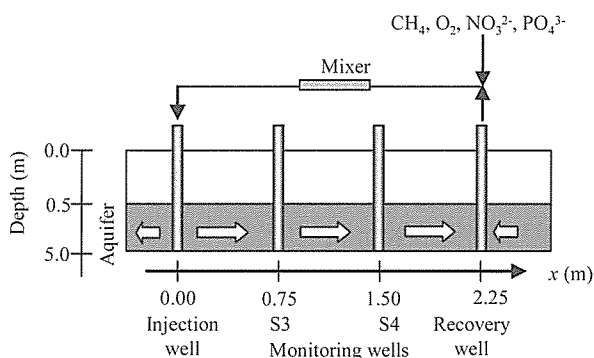 CH₄, O₂, NO₃²⁻, PO₄³⁻
Mixer
Depth (m)
0.0
0.5
5.0
Aquifer
x (m)
0.00 0.75 1.50 2.25
Injection S3 S4 Recovery
well Monitoring wells well